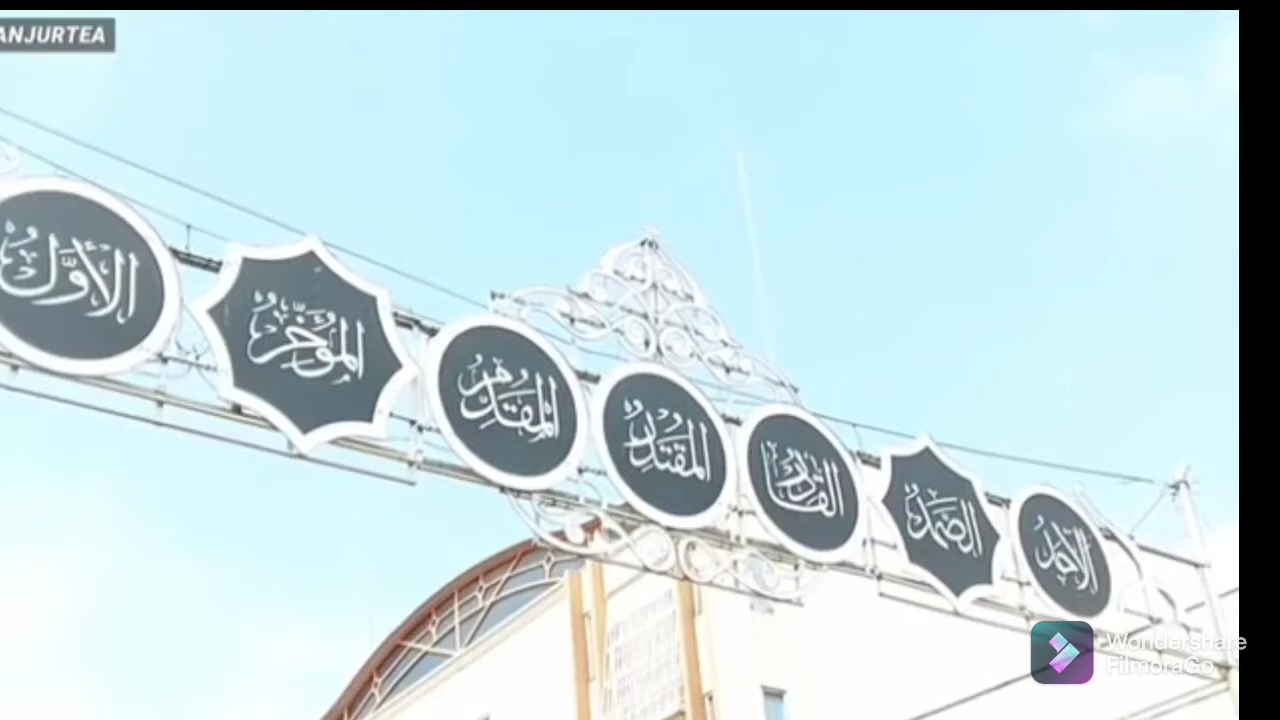 ANJURTEA
الأحد
الصمد
القادر
المقتدر
المقدم
المؤخر
الأول
Wondershare
FilmoraGo